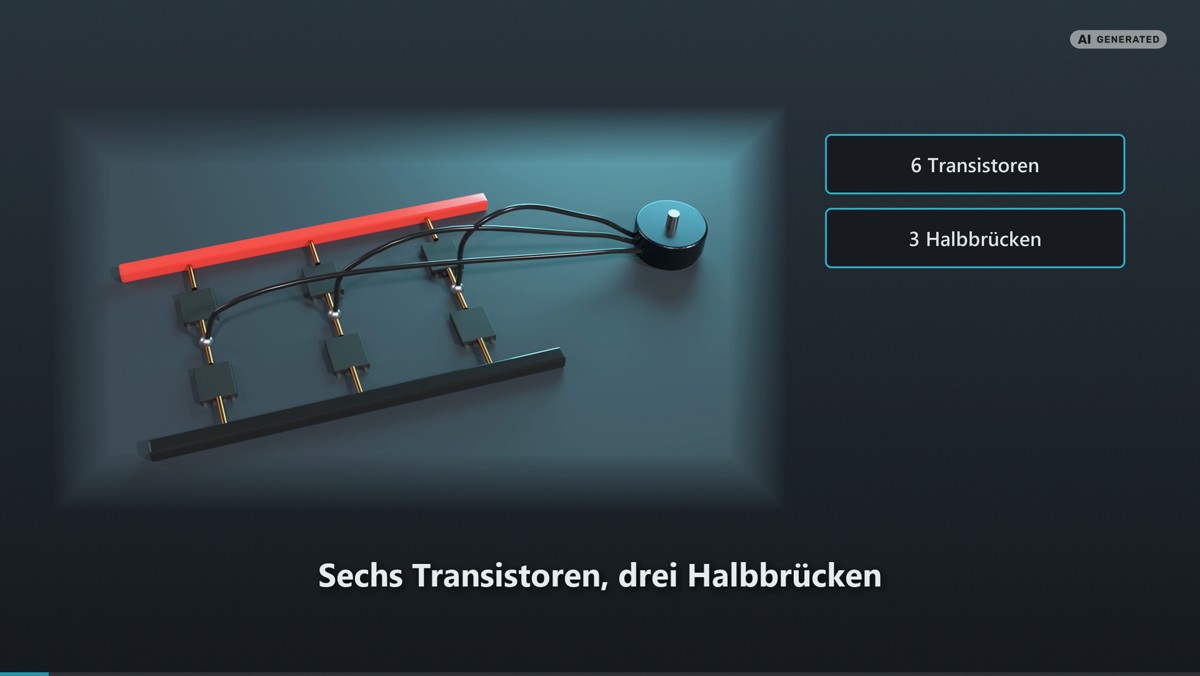 AI GENERATED
6 Transistoren
3 Halbbrücken
Sechs Transistoren, drei Halbbrücken